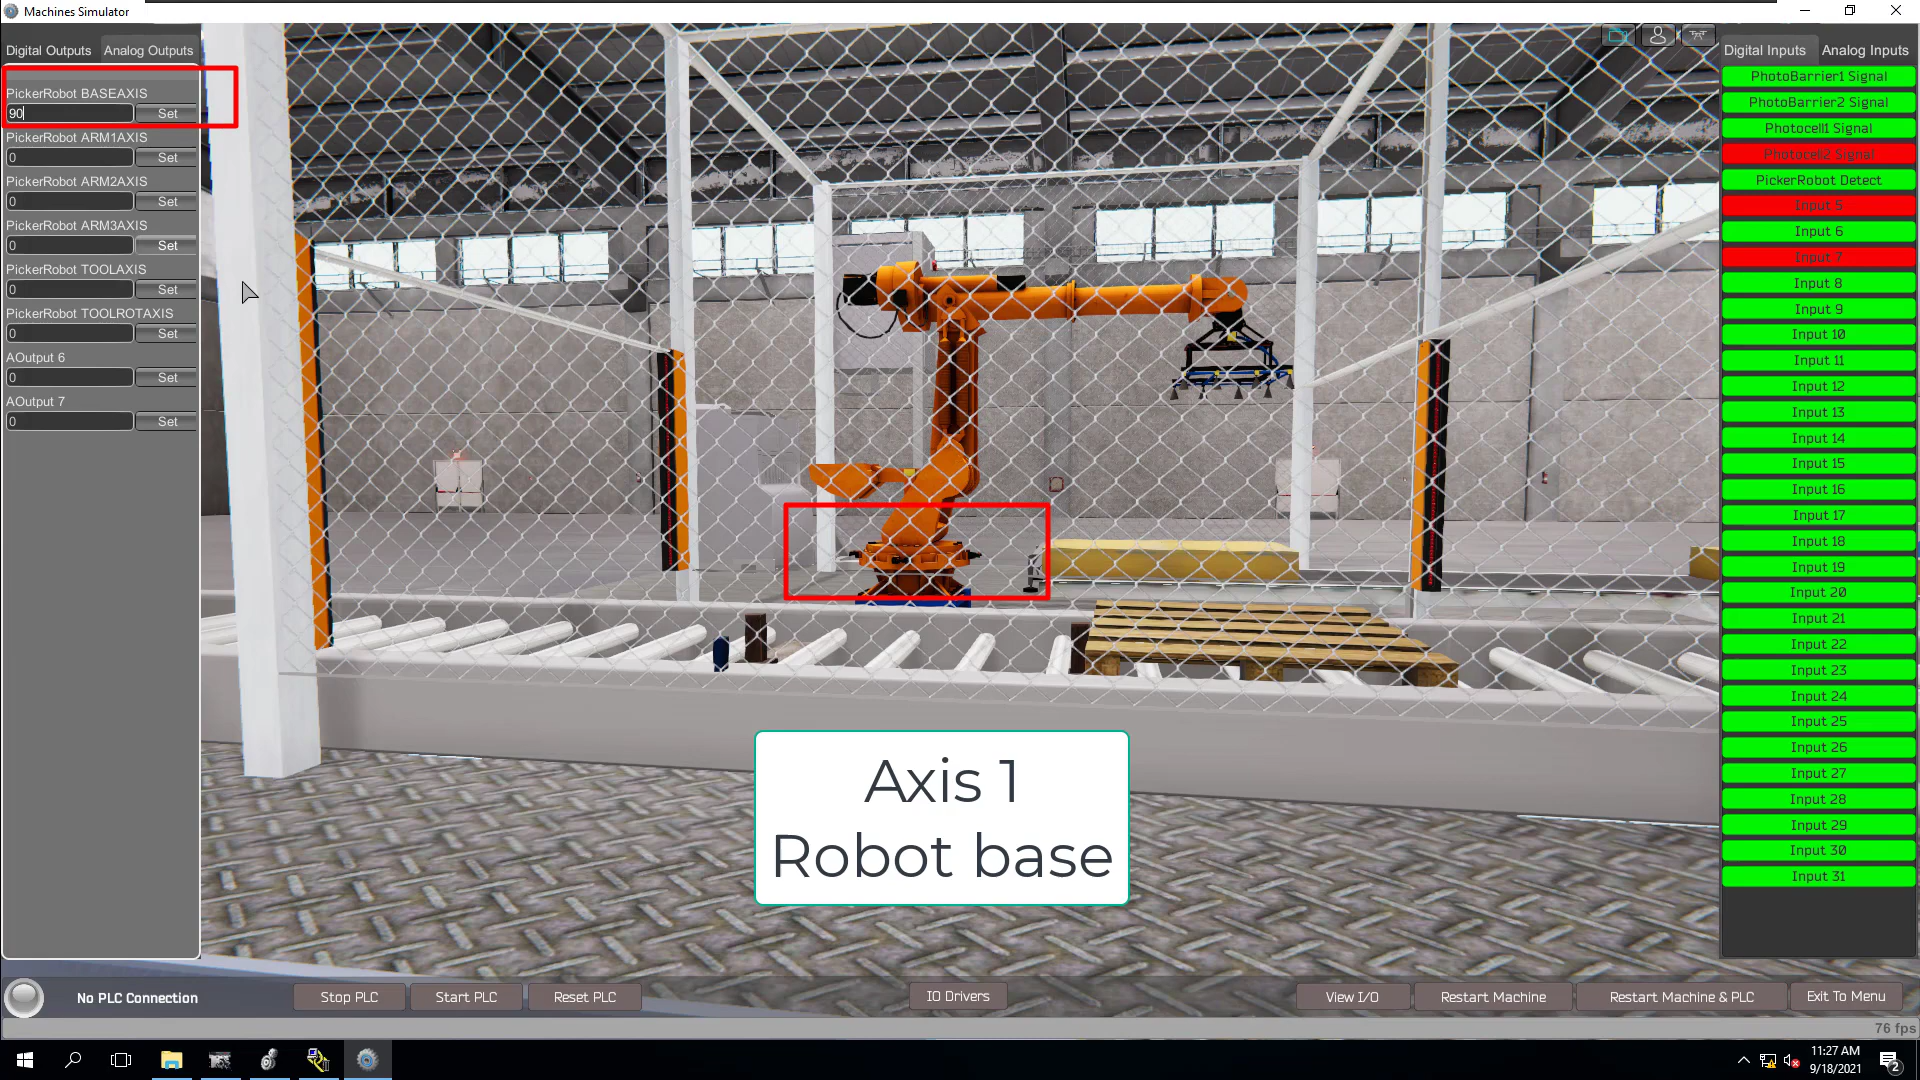 Machines Simulator
Digital Outputs
Analog Outputs
PickerRobot BASEAXIS
90
Set
PickerRobot ARM1AXIS
0
Set
PickerRobot ARM2AXIS
0
Set
PickerRobot ARM3AXIS
0
Set
PickerRobot TOOLAXIS
0
Set
PickerRobot TOOLROTAXIS
0
Set
AOutput 6
0
Set
AOutput 7
0
Set
Axis 1
Robot base
Digital Inputs
Analog Inputs
PhotoBarrier1 Signal
PhotoBarrier2 Signal
Photocell1 Signal
Photocell2 Signal
PickerRobot Detect
Input 5
Input 6
Input 7
Input 8
Input 9
Input 10
Input 11
Input 12
Input 13
Input 14
Input 15
Input 16
Input 17
Input 18
Input 19
Input 20
Input 21
Input 22
Input 23
Input 24
Input 25
Input 26
Input 27
Input 28
Input 29
Input 30
Input 31
No PLC Connection
Stop PLC
Start PLC
Reset PLC
IO Drivers
View I/O
Restart Machine
Restart Machine & PLC
Exit To Menu
76 fps
11:27 AM
9/18/2021
2